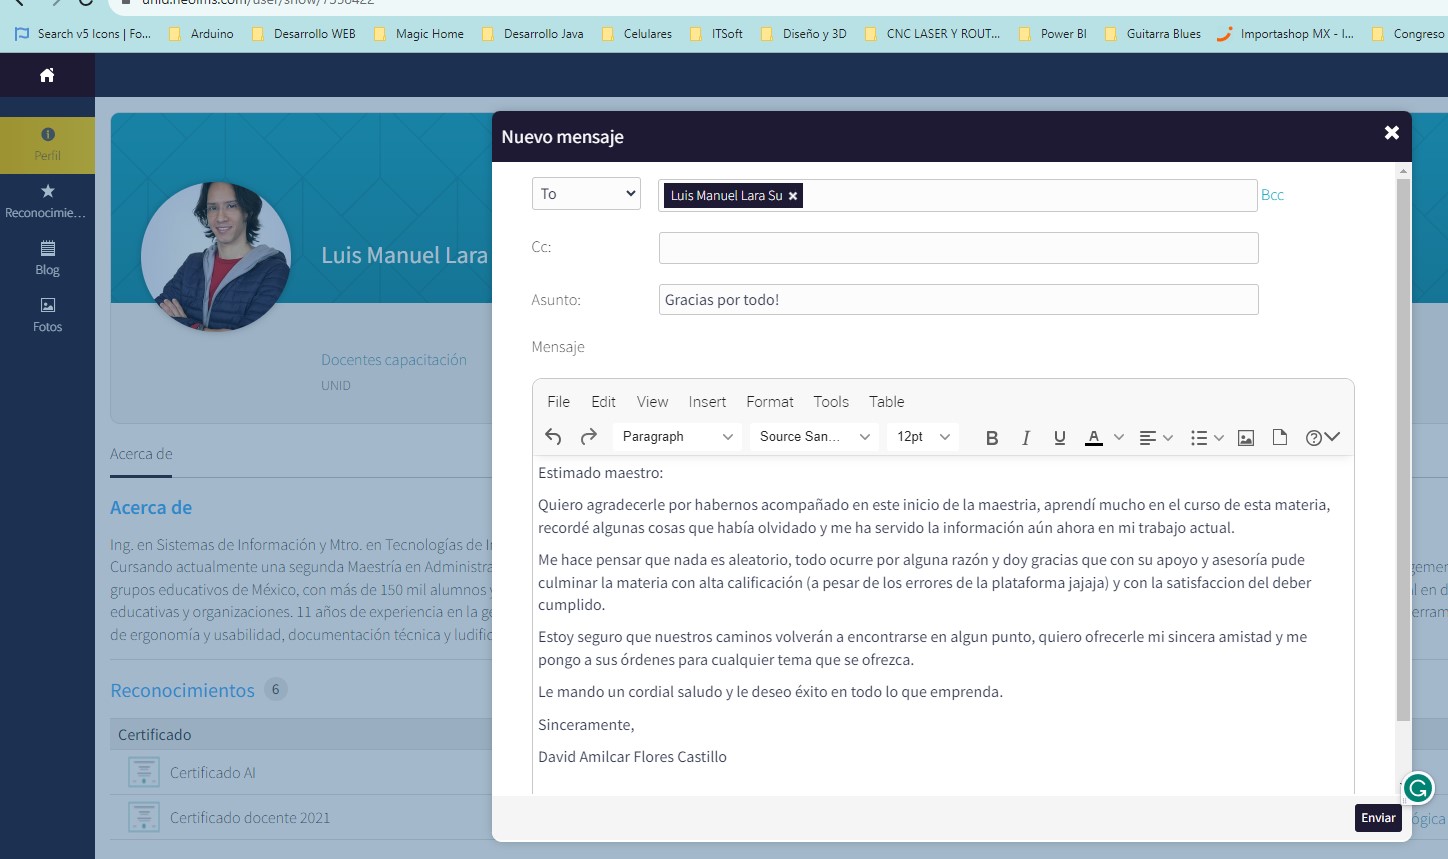 unid.neolms.com/user/show/7558422
Search v5 Icons | Fo...
Arduino
Desarrollo WEB
Magic Home
Desarrollo Java
Celulares
ITSoft
Diseño y 3D
CNC LASER Y ROUT...
Power BI
Guitarra Blues
Importashop MX - I...
Congreso
Perfil
Reconocimie...
Blog
Fotos
Luis Manuel Lara
Docentes capacitación
UNID
Acerca de
Acerca de
Ing. en Sistemas de Información y Mtro. en Tecnologías de I
Cursando actualmente una segunda Maestría en Administra
grupos educativos de México, con más de 150 mil alumnos
educativas y organizaciones. 11 años de experiencia en la ge
de ergonomía y usabilidad, documentación técnica y ludific
Reconocimientos 6
Certificado
Certificado AI
Certificado docente 2021
Nuevo mensaje
To
Luis Manuel Lara Su
Bcc
Cc:
Asunto:
Gracias por todo!
Mensaje
File Edit View Insert Format Tools Table
Paragraph Source San... 12pt B I U A
Estimado maestro:
Quiero agradecerle por habernos acompañado en este inicio de la maestria, aprendí mucho en el curso de esta materia,
recordé algunas cosas que había olvidado y me ha servido la información aún ahora en mi trabajo actual.
Me hace pensar que nada es aleatorio, todo ocurre por alguna razón y doy gracias que con su apoyo y asesoría pude
culminar la materia con alta calificación (a pesar de los errores de la plataforma jajaja) y con la satisfaccion del deber
cumplido.
Estoy seguro que nuestros caminos volverán a encontrarse en algun punto, quiero ofrecerle mi sincera amistad y me
pongo a sus órdenes para cualquier tema que se ofrezca.
Le mando un cordial saludo y le deseo éxito en todo lo que emprenda.
Sinceramente,
David Amilcar Flores Castillo
Enviar
gemen
l en d
erram
ógica